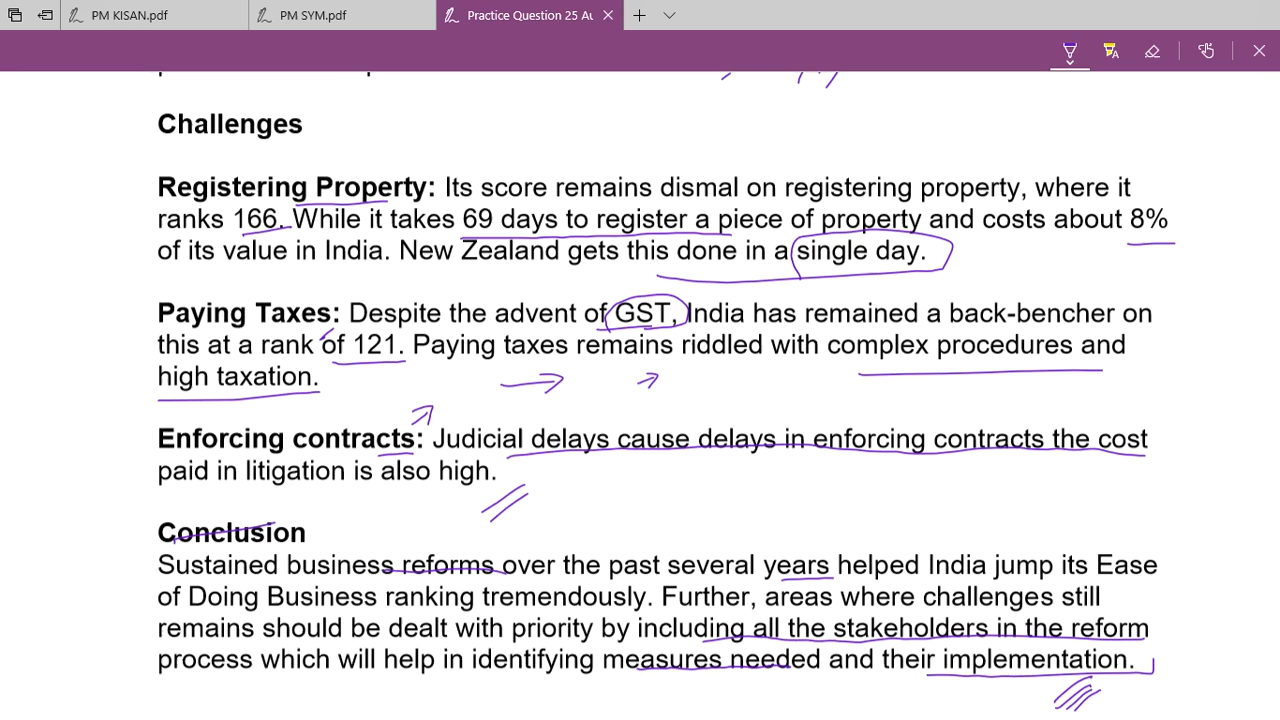 PM KISAN.pdf
PM SYM.pdf
Practice Question 25 Au
Challenges
Registering Property: Its score remains dismal on registering property, where it
ranks 166. While it takes 69 days to register a piece of property and costs about 8%
of its value in India. New Zealand gets this done in a single day.
Paying Taxes: Despite the advent of GST, India has remained a back-bencher on
this at a rank of 121. Paying taxes remains riddled with complex procedures and
high taxation.
Enforcing contracts: Judicial delays cause delays in enforcing contracts the cost
paid in litigation is also high.
Conclusion
Sustained business reforms over the past several years helped India jump its Ease
of Doing Business ranking tremendously. Further, areas where challenges still
remains should be dealt with priority by including all the stakeholders in the reform
process which will help in identifying measures needed and their implementation.